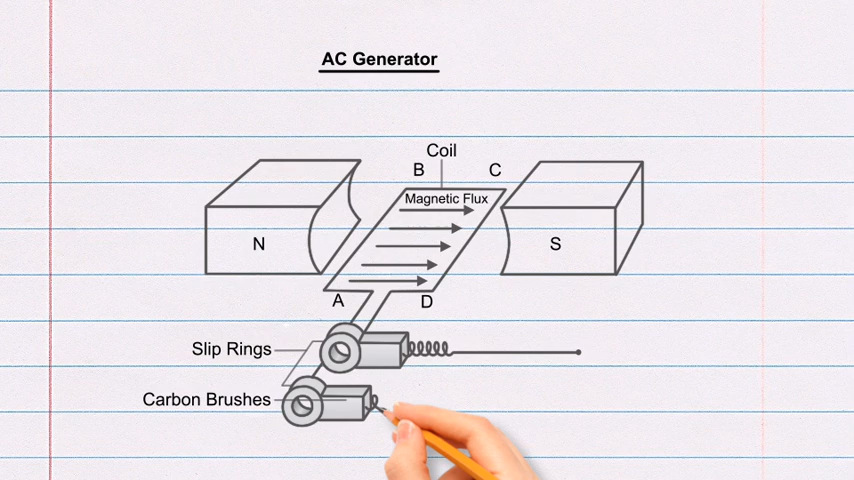 AC Generator
Coil
B
C
Magnetic Flux
N
S
A
D
Slip Rings
Carbon Brushes